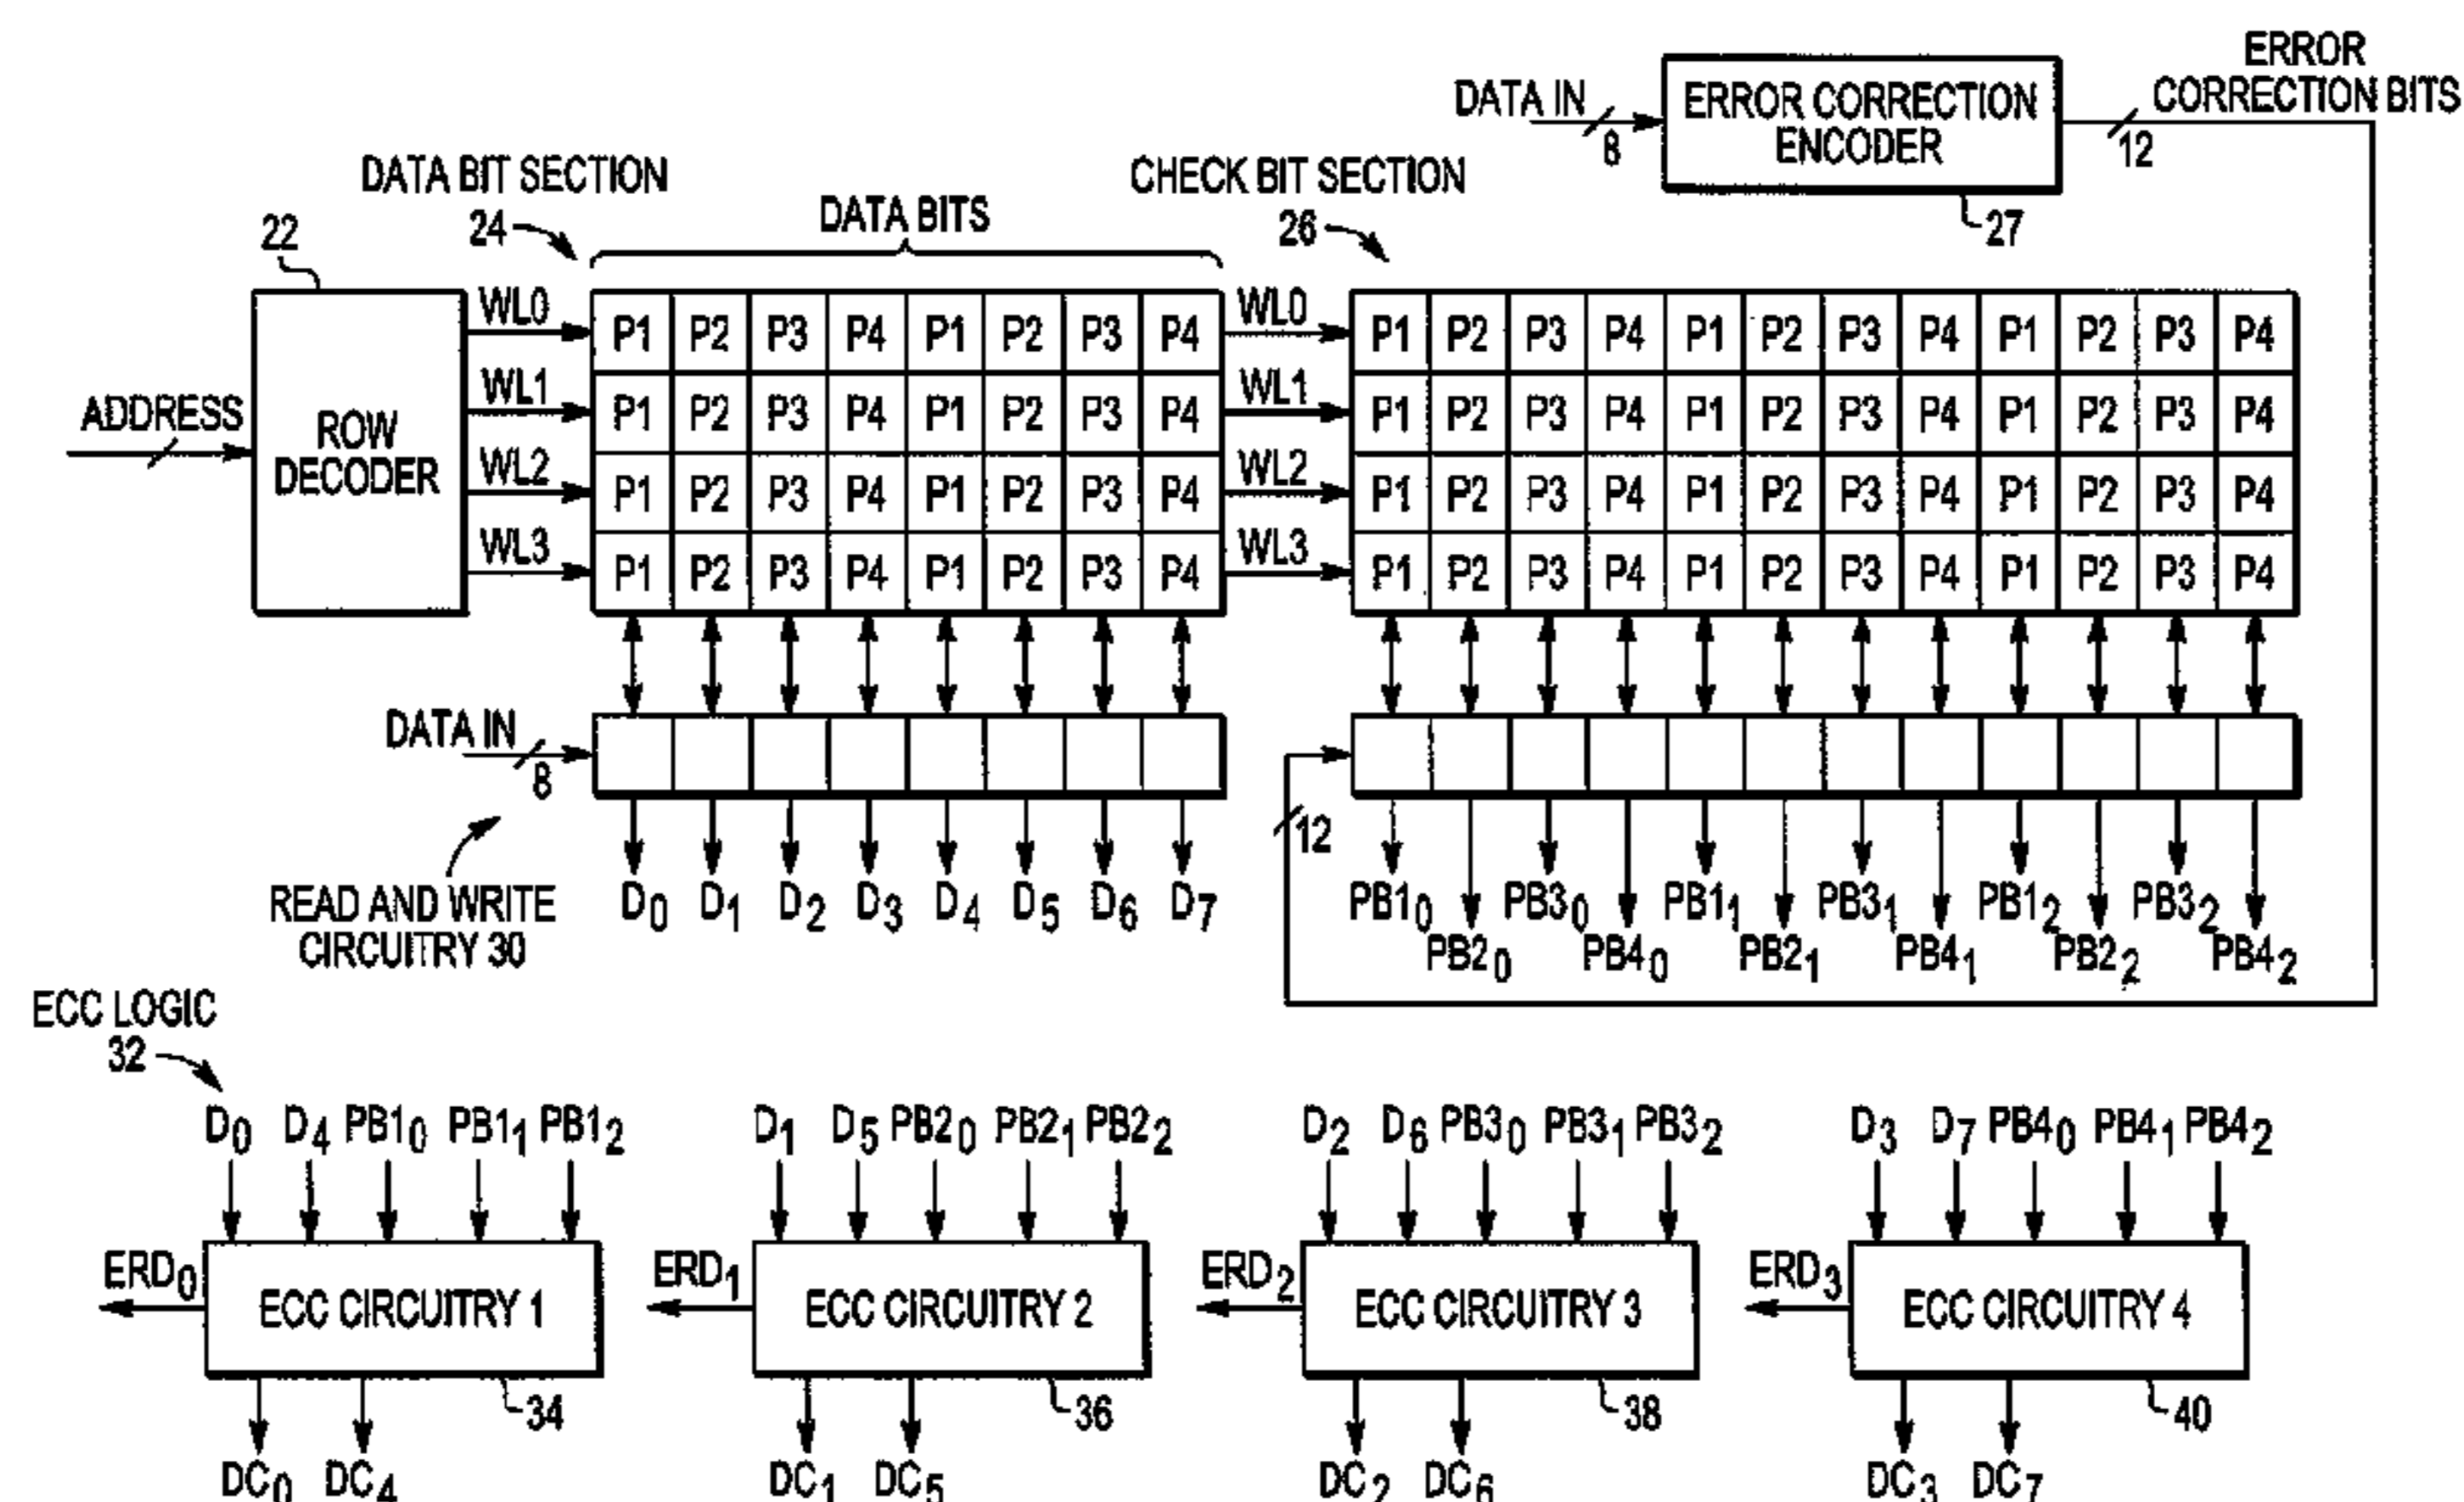 ERROR
CORRECTION BITS
DATA IN
8
ERROR CORRECTION
ENCODER
12
27
DATA BIT SECTION
24
DATA BITS
CHECK BIT SECTION
26
22
ADDRESS
ROW
DECODER
WL0
P1 P2 P3 P4 P1 P2 P3 P4
WL0
P1 P2 P3 P4 P1 P2 P3 P4 P1 P2 P3 P4
WL1
P1 P2 P3 P4 P1 P2 P3 P4
WL1
P1 P2 P3 P4 P1 P2 P3 P4 P1 P2 P3 P4
WL2
P1 P2 P3 P4 P1 P2 P3 P4
WL2
P1 P2 P3 P4 P1 P2 P3 P4 P1 P2 P3 P4
WL3
P1 P2 P3 P4 P1 P2 P3 P4
WL3
P1 P2 P3 P4 P1 P2 P3 P4 P1 P2 P3 P4
DATA IN
8
12
READ AND WRITE
CIRCUITRY 30
D0 D1 D2 D3 D4 D5 D6 D7
PB10 PB30 PB11 PB31 PB12 PB32
PB20 PB40 PB21 PB41 PB22 PB42
ECC LOGIC
32
D0 D4 PB10 PB11 PB12
D1 D5 PB20 PB21 PB22
D2 D6 PB30 PB31 PB32
D3 D7 PB40 PB41 PB42
ERD0
ECC CIRCUITRY 1
ERD1
ECC CIRCUITRY 2
ERD2
ECC CIRCUITRY 3
ERD3
ECC CIRCUITRY 4
34
36
38
40
DC0 DC4
DC1 DC5
DC2 DC6
DC3 DC7